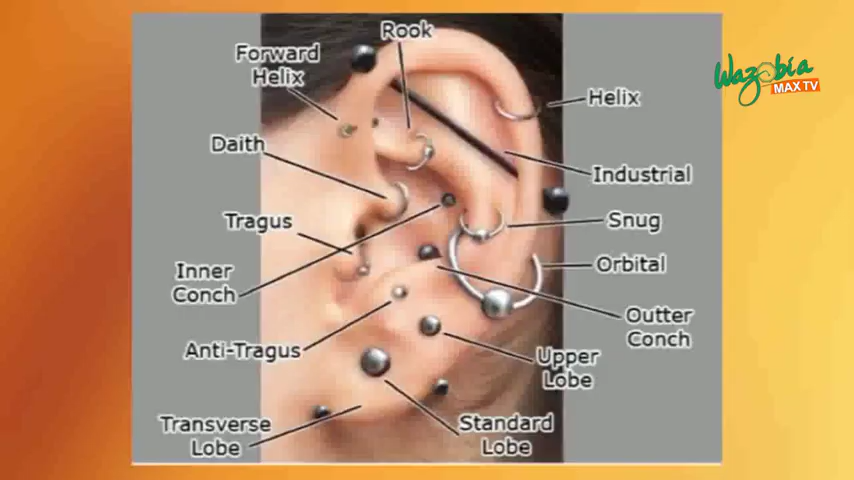 Rook
Forward
Helix
Wazobia
MAX TV
Helix
Daith
Industrial
Tragus
Snug
Inner
Conch
Orbital
Outter
Conch
Anti-Tragus
Upper
Lobe
Transverse
Lobe
Standard
Lobe